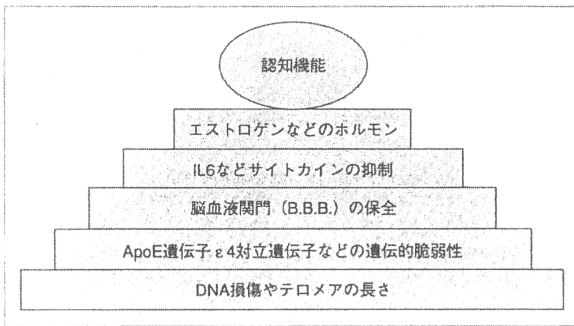 認知機能
エストロゲンなどのホルモン
IL6などサイトカインの抑制
脳血液関門（B.B.B.）の保全
ApoE遺伝子ε4対立遺伝子などの遺伝的脆弱性
DNA損傷やテロメアの長さ